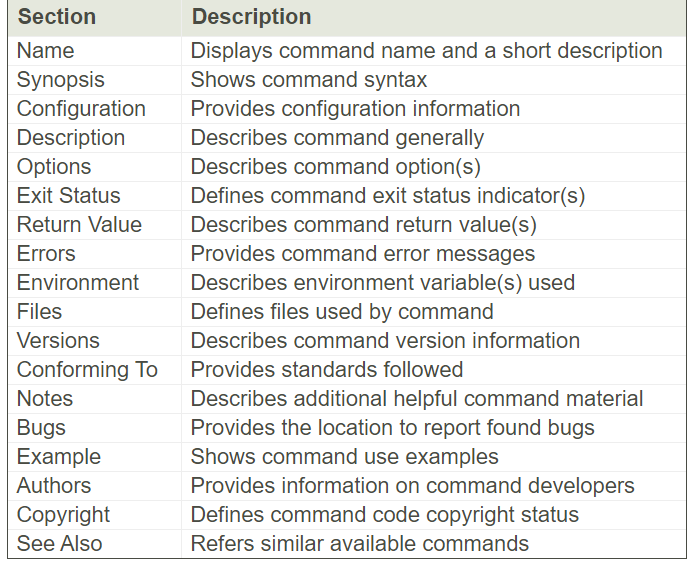 Section Description
Name Displays command name and a short description
Synopsis Shows command syntax
Configuration Provides configuration information
Description Describes command generally
Options Describes command option(s)
Exit Status Defines command exit status indicator(s)
Return Value Describes command return value(s)
Errors Provides command error messages
Environment Describes environment variable(s) used
Files Defines files used by command
Versions Describes command version information
Conforming To Provides standards followed
Notes Describes additional helpful command material
Bugs Provides the location to report found bugs
Example Shows command use examples
Authors Provides information on command developers
Copyright Defines command code copyright status
See Also Refers similar available commands